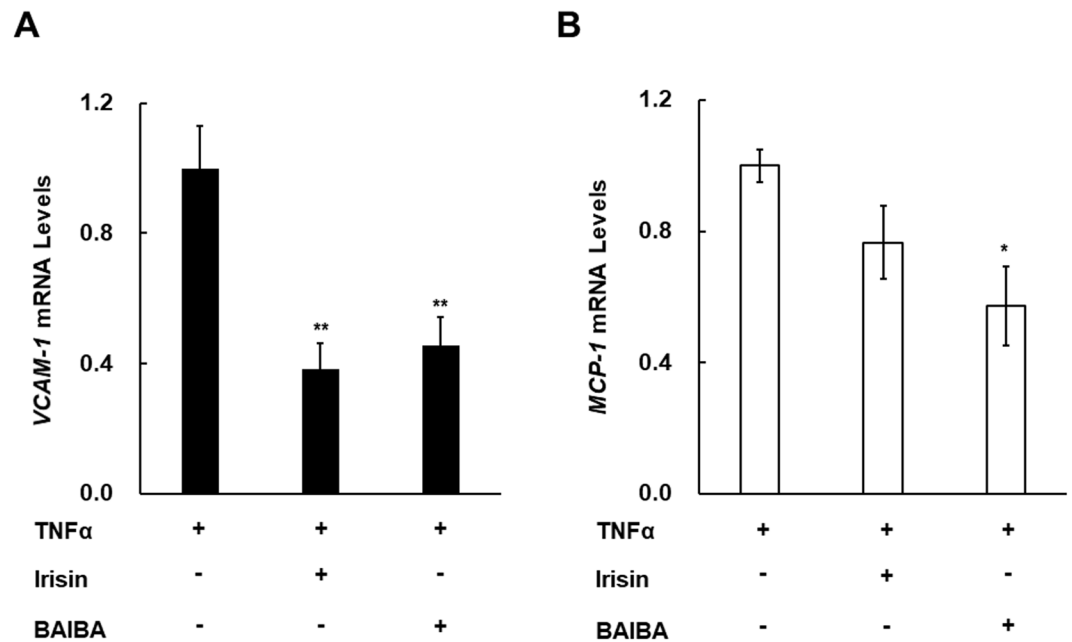 A
1.2
0.8
0.4
0.0
VCAM-1 mRNA Levels
**
**
TNFα + + +
Irisin - + -
BAIBA - - +
B
1.2
0.8
0.4
0.0
MCP-1 mRNA Levels
*
TNFα + + +
Irisin - + -
BAIBA - - +